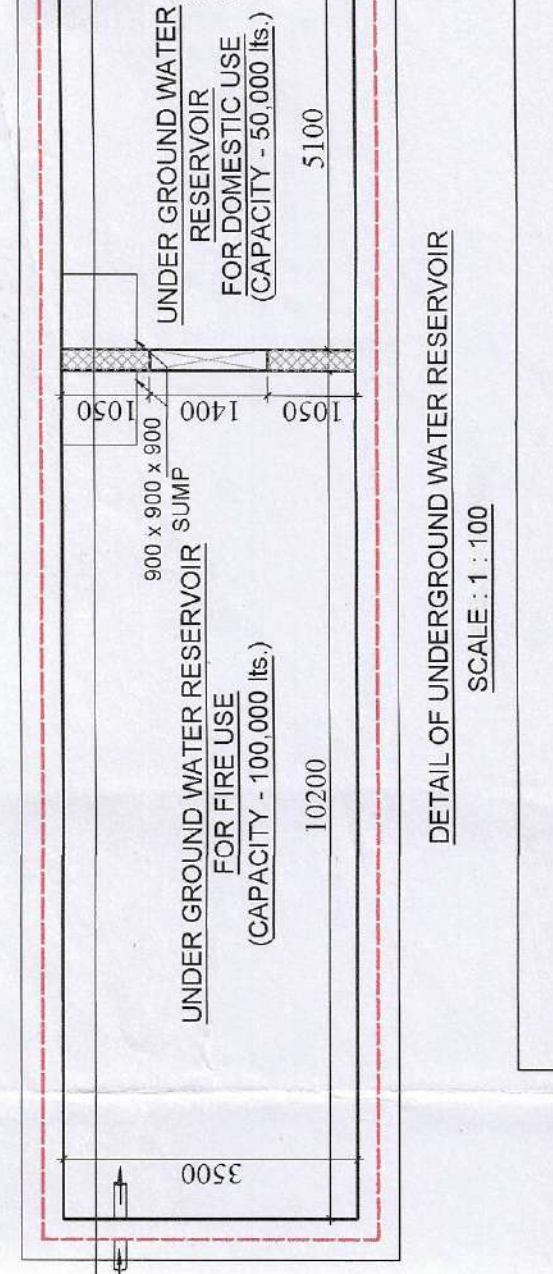 UNDER GROUND WATER
RESERVOIR
FOR DOMESTIC USE
(CAPACITY - 50,000 lts.)
5100
1050
1400
1050
900 x 900 x 900
SUMP
UNDER GROUND WATER RESERVOIR
FOR FIRE USE
(CAPACITY - 100,000 lts.)
10200
3500
DETAIL OF UNDERGROUND WATER RESERVOIR
SCALE : 1 : 100